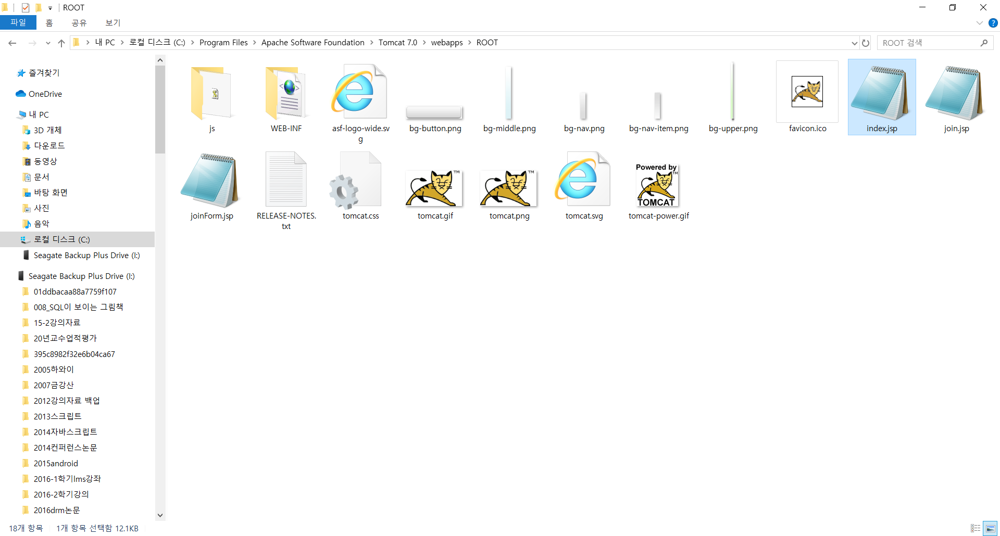 ROOT
파일 홈 공유 보기
내 PC 로컬 디스크 (C:) Program Files Apache Software Foundation Tomcat 7.0 webapps ROOT
ROOT 검색
즐겨찾기
OneDrive
내 PC
3D 개체
다운로드
동영상
문서
바탕 화면
사진
음악
로컬 디스크 (C:)
Seagate Backup Plus Drive (I:)
Seagate Backup Plus Drive (I:)
01ddbacaa88a7759f107
008_SQL이 보이는 그림책
15-2강의자료
20년교수업적평가
395c8982f32e6b04ca67
2005하와이
2007금강산
2012강의자료 백업
2013스크립트
2014자바스크립트
2014컨퍼런스논문
2015android
2016-1학기lms강좌
2016-2학기강의
2016drm논문
js
WEB-INF
asf-logo-wide.sv
g
bg-button.png
bg-middle.png
bg-nav.png
bg-nav-item.png
bg-upper.png
favicon.ico
index.jsp
join.jsp
joinForm.jsp
RELEASE-NOTES.
txt
tomcat.css
TM
tomcat.gif
TM
tomcat.png
tomcat.svg
Powered by
TM
TOMCAT
tomcat-power.gif
18개 항목 1개 항목 선택함 12.1KB